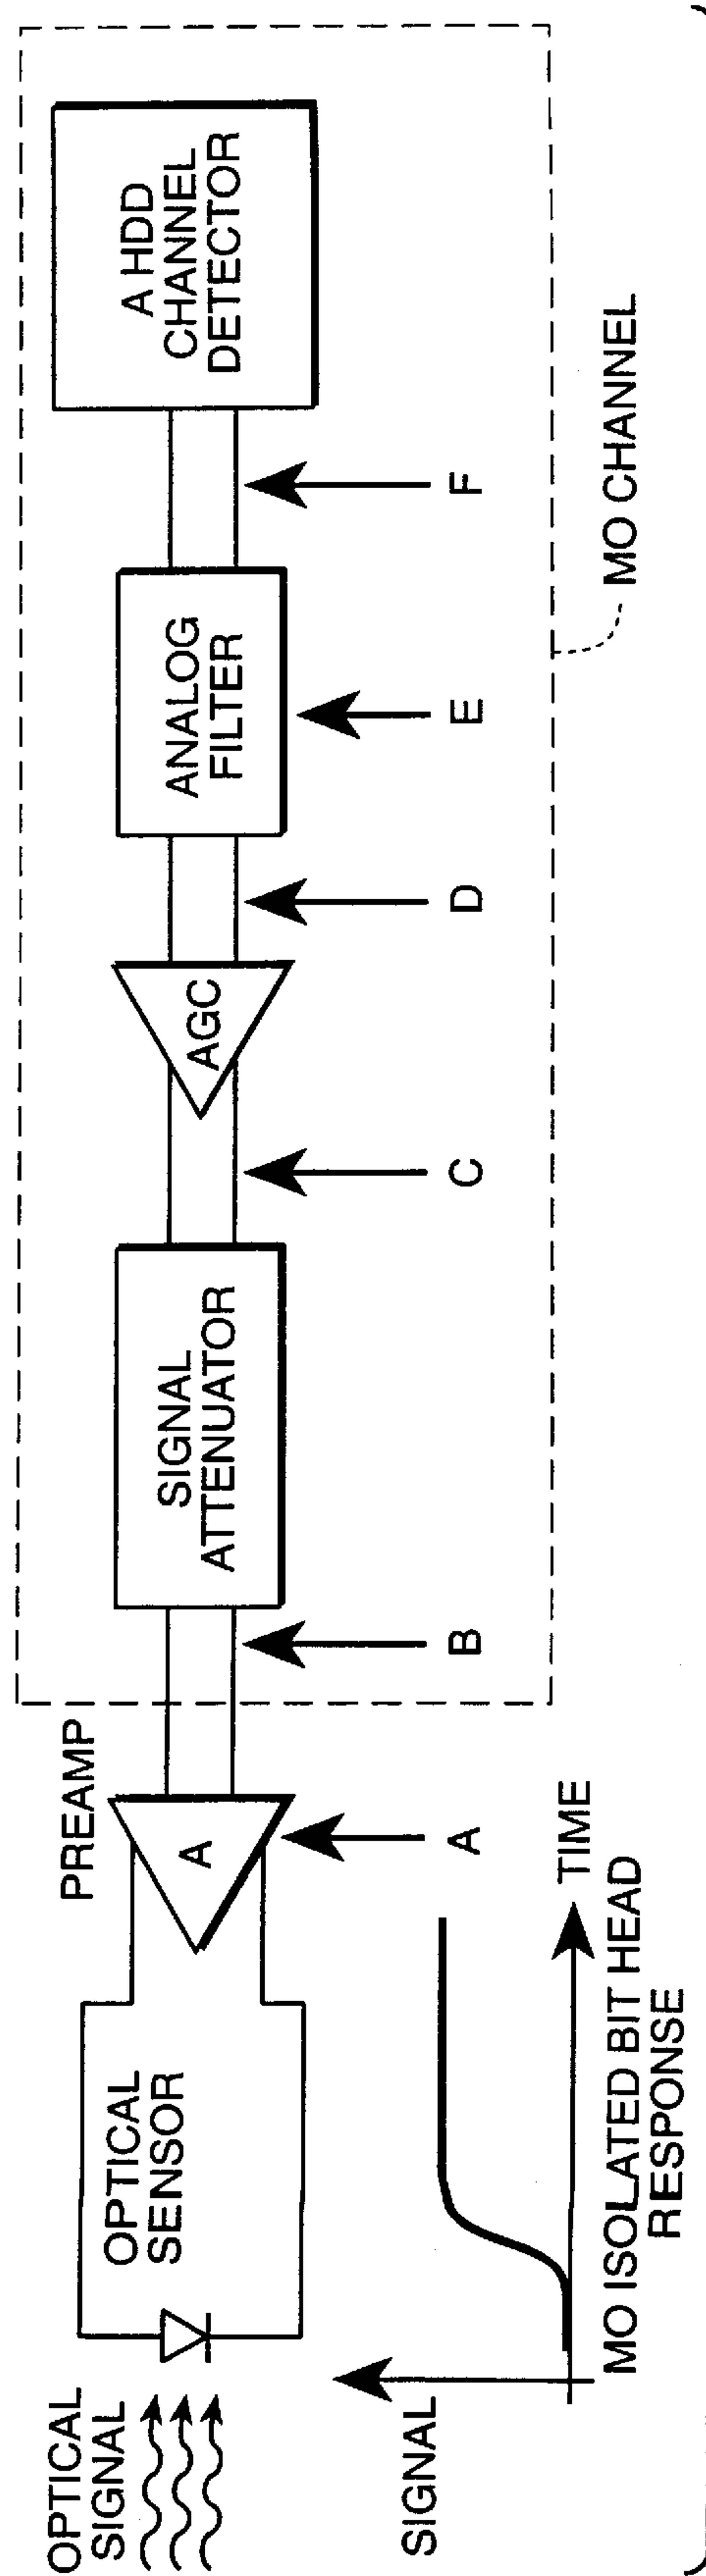 OPTICAL
SIGNAL
OPTICAL
SENSOR
PREAMP
A
SIGNAL
ATTENUATOR
AGC
ANALOG
FILTER
A HDD
CHANNEL
DETECTOR
A
B
C
D
E
F
SIGNAL
TIME
MO ISOLATED BIT HEAD
RESPONSE
MO CHANNEL